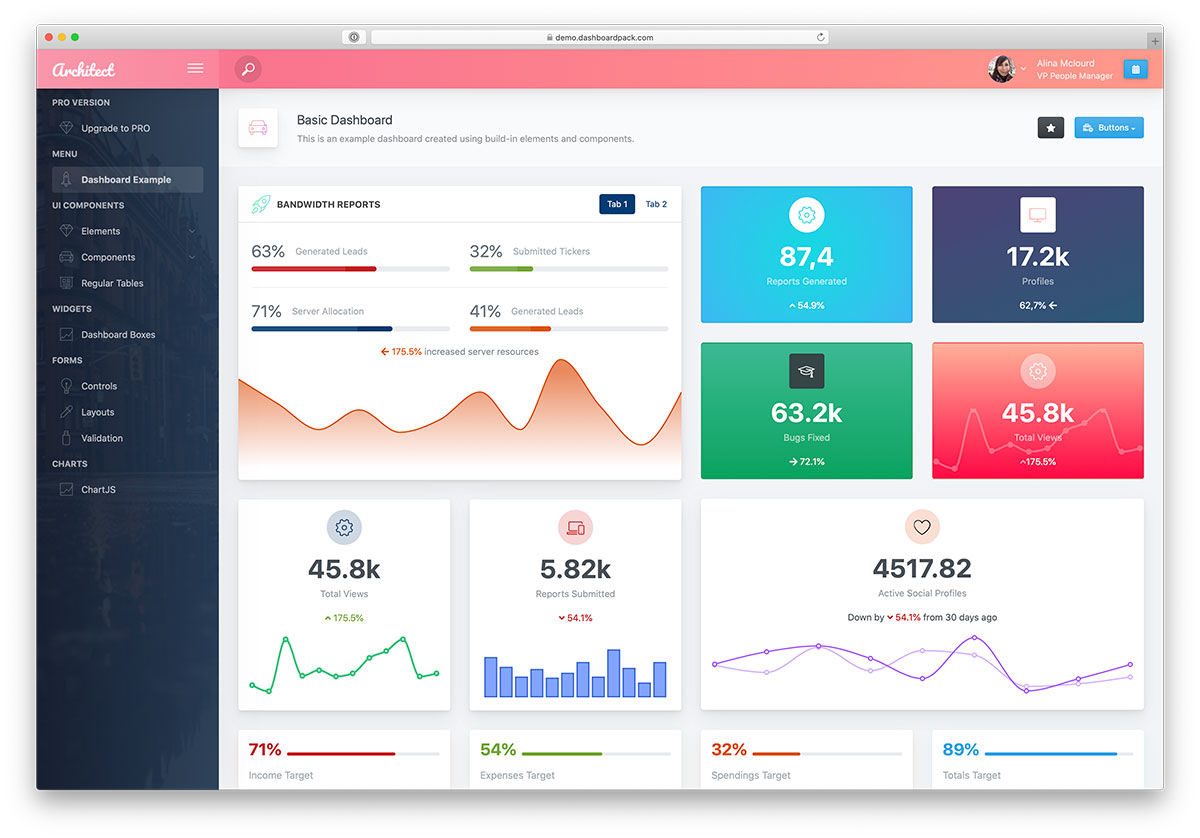 demo.dashboardpack.com
Architect
Alina Mclourd
VP People Manager
PRO VERSION
Upgrade to PRO
MENU
Dashboard Example
UI COMPONENTS
Elements
Components
Regular Tables
WIDGETS
Dashboard Boxes
FORMS
Controls
Layouts
Validation
CHARTS
ChartJS
Basic Dashboard
This is an example dashboard created using build-in elements and components.
Buttons
BANDWIDTH REPORTS
Tab 1
Tab 2
63% Generated Leads
32% Submitted Tickers
71% Server Allocation
41% Generated Leads
175.5% increased server resources
87,4
Reports Generated
54.9%
17.2k
Profiles
62,7%
63.2k
Bugs Fixed
72.1%
45.8k
Total Views
175.5%
45.8k
Total Views
175.5%
5.82k
Reports Submitted
54.1%
4517.82
Active Social Profiles
Down by 54.1% from 30 days ago
71%
Income Target
54%
Expenses Target
32%
Spendings Target
89%
Totals Target